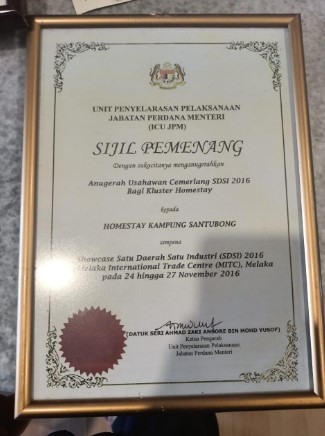 UNIT PENYELARASAN PELAKSANAAN
JABATAN PERDANA MENTERI
(ICU JPM)
SIJIL PEMENANG
Dengan sukacitanya menganugerahkan
Anugerah Usahawan Cemerlang SDSI 2016
Bagi Kluster Homestay
kepada
HOMESTAY KAMPUNG SANTUBONG
sempena
Showcase Satu Daerah Satu Industri (SDSI) 2016
Melaka International Trade Centre (MITC), Melaka
pada 24 hingga 27 November 2016
(DATUK SERI AHMAD ZAKI ANSORE BIN MOHD YUSOF)
Ketua Pengarah
Unit Penyelarasan Pelaksanaan
Jabatan Perdana Menteri